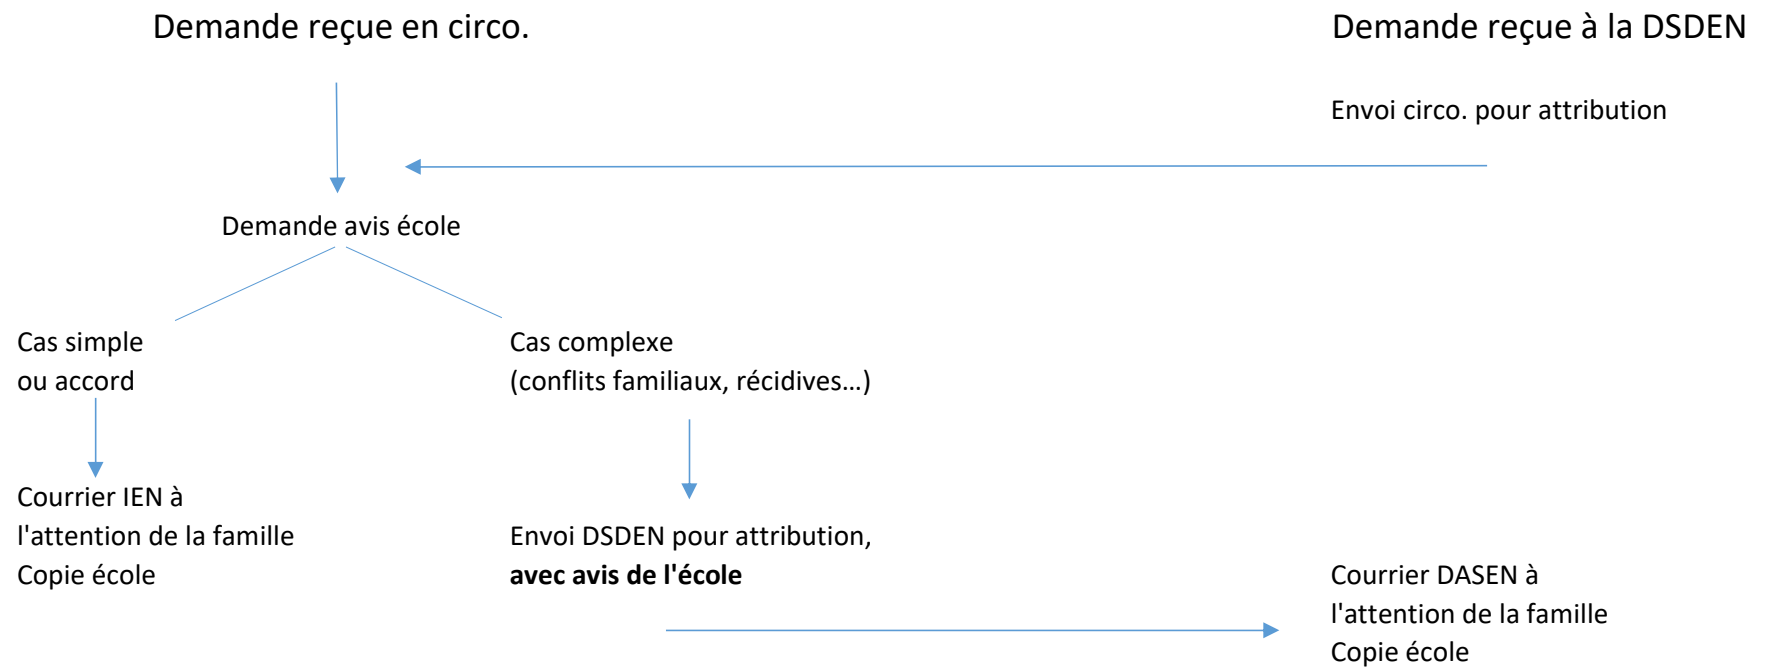 Demande reçue en circo.
Demande reçue à la DSDEN
Envoi circo. pour attribution
Demande avis école
Cas simple
ou accord
Cas complexe
(conflits familiaux, récidives…)
Courrier IEN à
l'attention de la famille
Copie école
Envoi DSDEN pour attribution,
avec avis de l'école
Courrier DASEN à
l'attention de la famille
Copie école